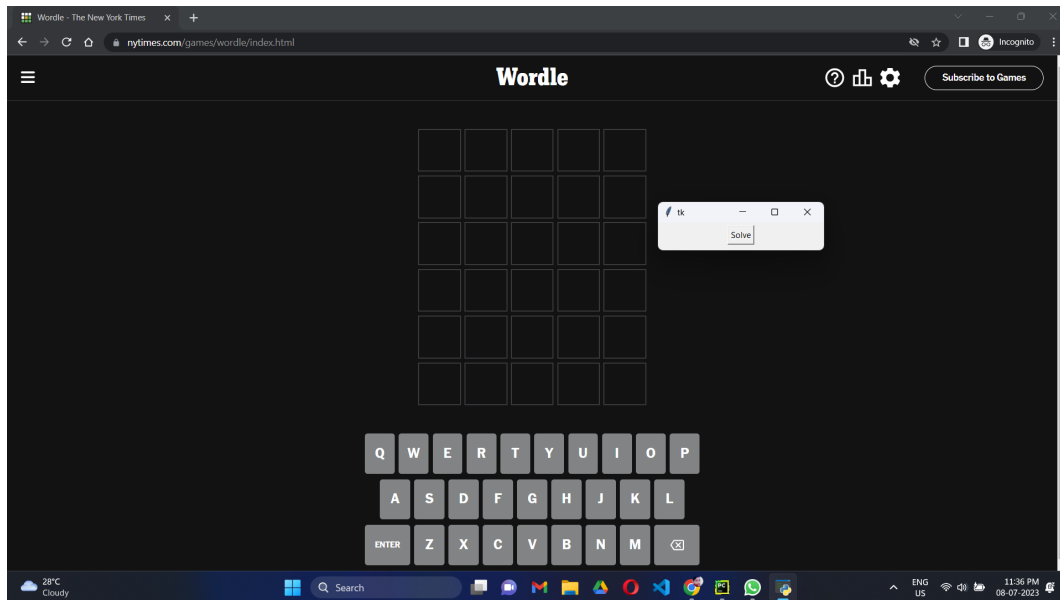 Wordle - The New York Times
nytimes.com/games/wordle/index.html
Incognito
Wordle
Subscribe to Games
tk
Solve
Q W E R T Y U I O P
A S D F G H J K L
ENTER Z X C V B N M
28°C
Cloudy
Search
ENG
US
11:36 PM
08-07-2023